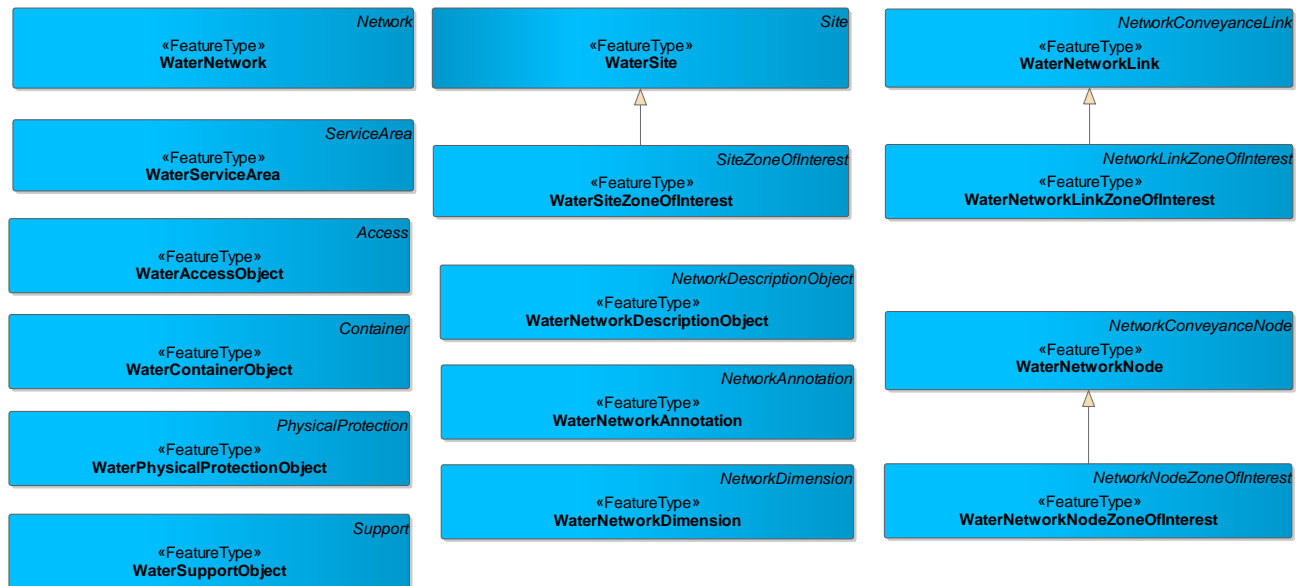 Network
«FeatureType»
WaterNetwork
ServiceArea
«FeatureType»
WaterServiceArea
Access
«FeatureType»
WaterAccessObject
Container
«FeatureType»
WaterContainerObject
PhysicalProtection
«FeatureType»
WaterPhysicalProtectionObject
Support
«FeatureType»
WaterSupportObject
Site
«FeatureType»
WaterSite
SiteZoneOfInterest
«FeatureType»
WaterSiteZoneOfInterest
NetworkDescriptionObject
«FeatureType»
WaterNetworkDescriptionObject
NetworkAnnotation
«FeatureType»
WaterNetworkAnnotation
NetworkDimension
«FeatureType»
WaterNetworkDimension
NetworkConveyanceLink
«FeatureType»
WaterNetworkLink
NetworkLinkZoneOfInterest
«FeatureType»
WaterNetworkLinkZoneOfInterest
NetworkConveyanceNode
«FeatureType»
WaterNetworkNode
NetworkNodeZoneOfInterest
«FeatureType»
WaterNetworkNodeZoneOfInterest